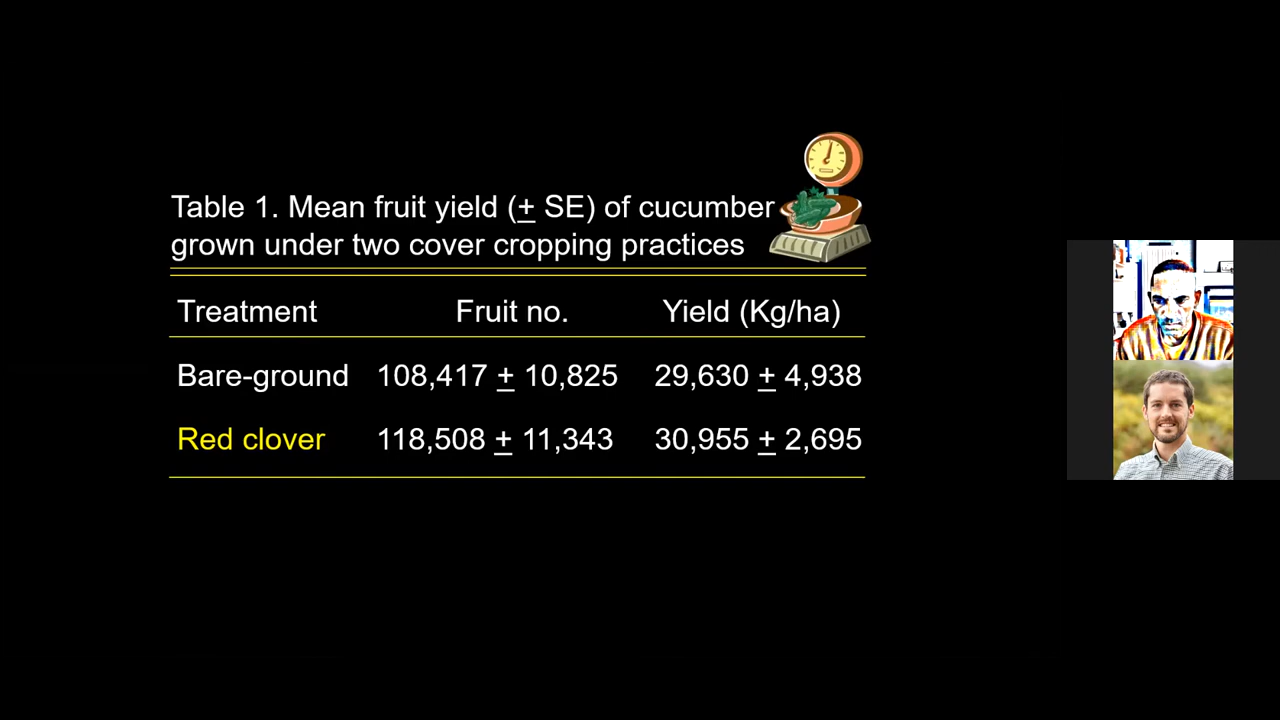 Table 1. Mean fruit yield (± SE) of cucumber
grown under two cover cropping practices
Treatment Fruit no. Yield (Kg/ha)
Bare-ground 108,417 ± 10,825 29,630 ± 4,938
Red clover 118,508 ± 11,343 30,955 ± 2,695